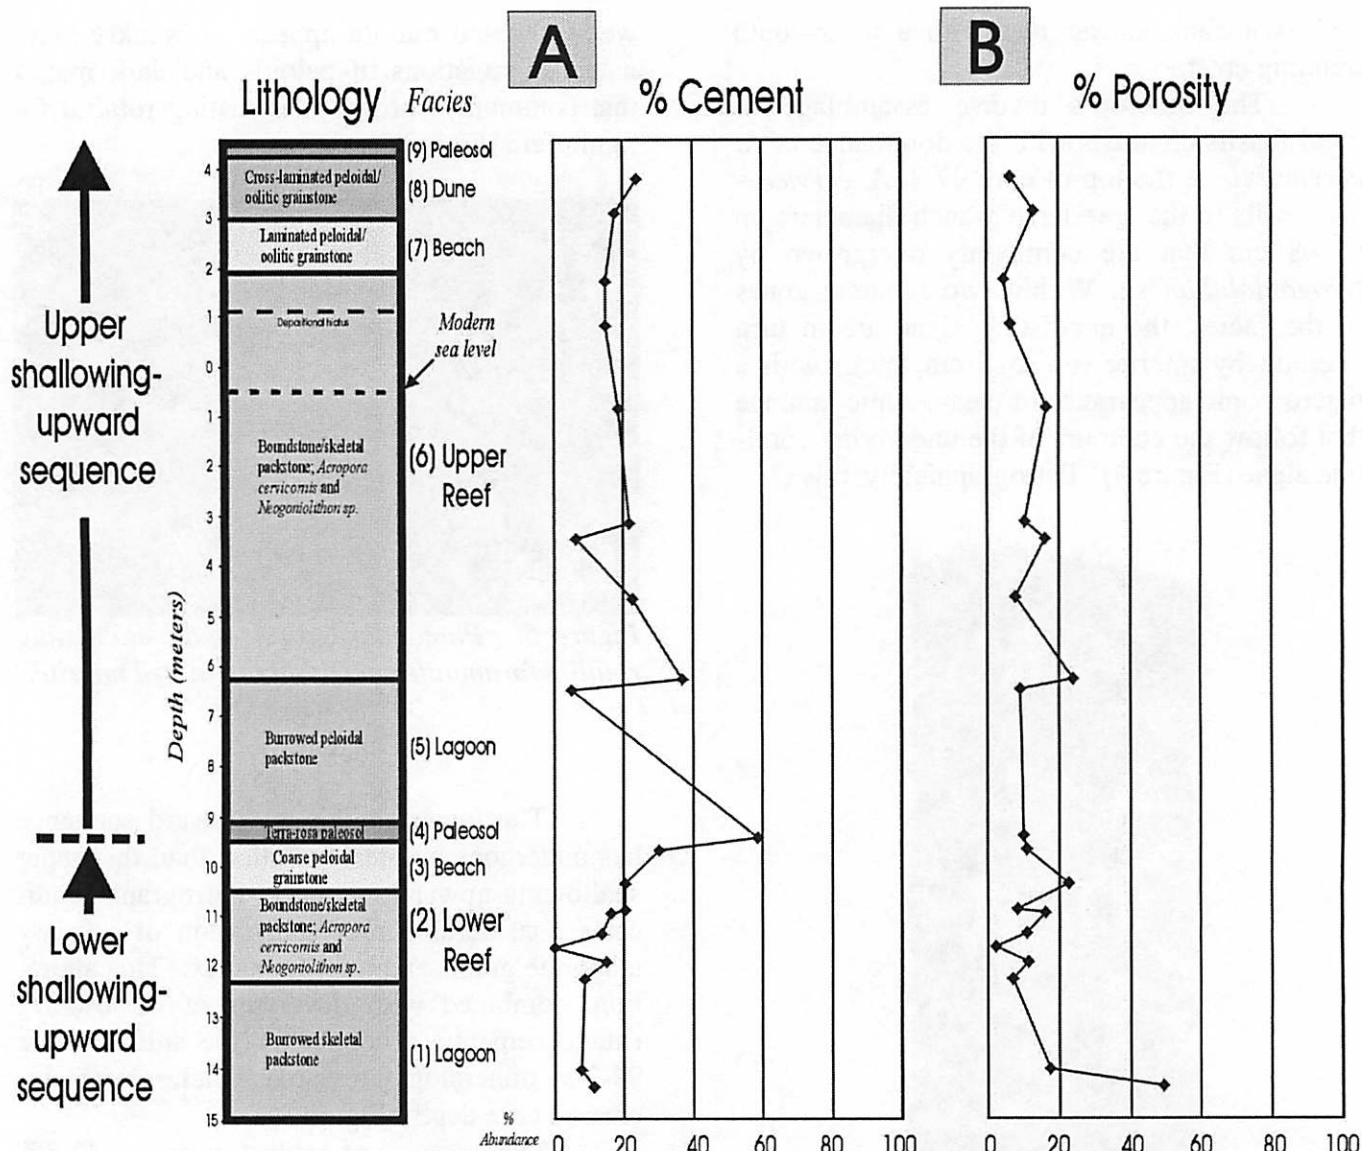 A
B
Lithology
Facies
% Cement
% Porosity
Upper
shallowing-
upward
sequence
Lower
shallowing-
upward
sequence
Depth (meters)
4
3
2
1
0
1
2
3
4
5
6
7
8
9
10
11
12
13
14
15
Cross-laminated peloidal/
oolitic grainstone
Laminated peloidal/
oolitic grainstone
Depositional hiatus
Boundstone/skeletal
packstone; Acropora
cervicornis and
Neogoniolithon sp.
Burrowed peloidal
packstone
Terra-rosa paleosol
Coarse peloidal
grainstone
Boundstone/skeletal
packstone; Acropora
cervicornis and
Neogoniolithon sp.
Burrowed skeletal
packstone
(9) Paleosol
(8) Dune
(7) Beach
Modern
sea level
(6) Upper
Reef
(5) Lagoon
(4) Paleosol
(3) Beach
(2) Lower
Reef
(1) Lagoon
%
Abundance
0 20 40 60 80 100
0 20 40 60 80 100